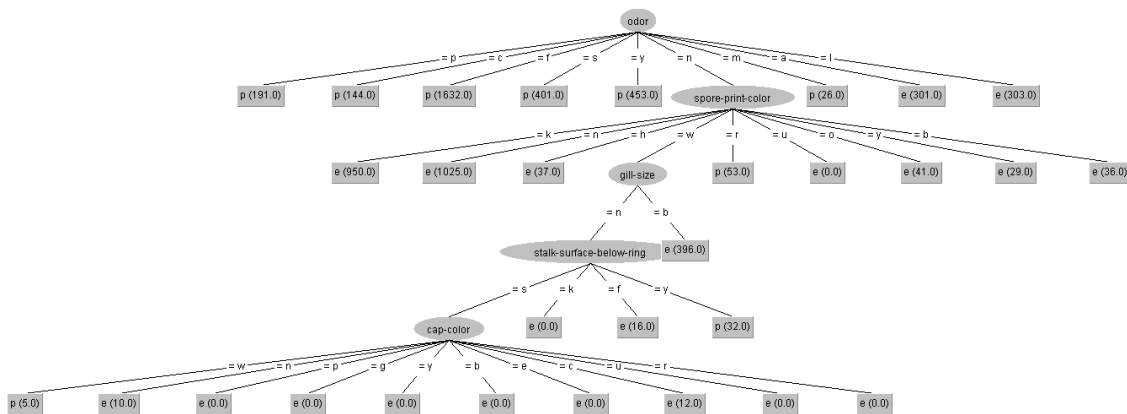 odor
= p = c = f = s = y = n = m = a = l
p (191.0) p (144.0) p (1632.0) p (401.0) p (453.0) spore-print-color p (26.0) e (301.0) e (303.0)
= k = n = h = w = r = u = o = y = b
e (950.0) e (1025.0) e (37.0) gill-size p (53.0) e (0.0) e (41.0) e (29.0) e (36.0)
= n = b
stalk-surface-below-ring e (396.0)
= s = k = f = y
cap-color e (0.0) e (16.0) p (32.0)
= w = n = p = g = y = b = e = c = u = r
p (5.0) e (10.0) e (0.0) e (0.0) e (0.0) e (0.0) e (0.0) e (12.0) e (0.0) e (0.0)